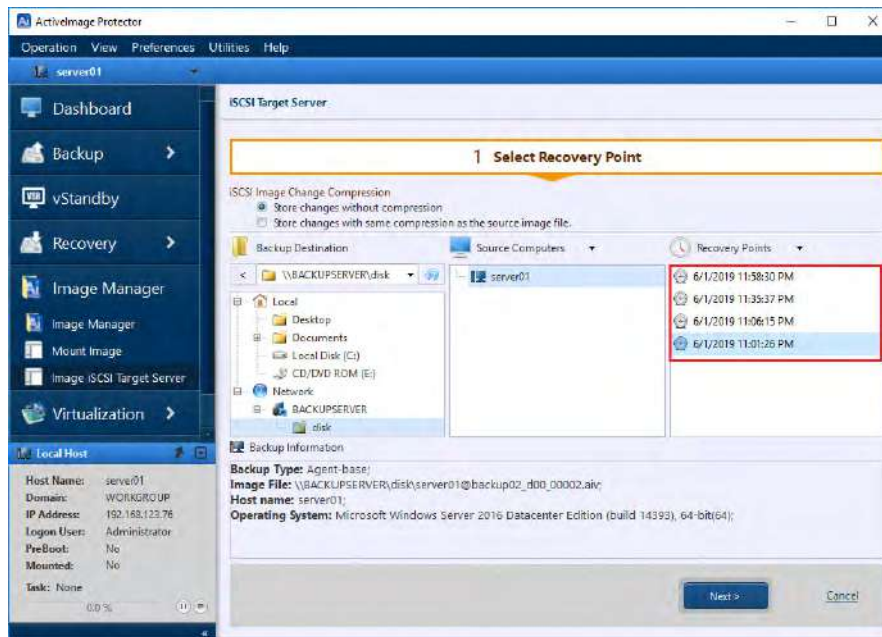 ActiveImage Protector
Operation View Preferences Utilities Help
server01
Dashboard
Backup
vStandby
Recovery
Image Manager
Image Manager
Mount Image
Image iSCSI Target Server
Virtualization
Local Host
Host Name: server01
Domain: WORKGROUP
IP Address: 192.168.123.76
Logon User: Administrator
PreBoot: No
Mounted: No
Task: None
0.0 %
iSCSI Target Server
1 Select Recovery Point
iSCSI Image Change Compression
Store changes without compression
Store changes with same compression as the source image file.
Backup Destination
\\BACKUPSERVER\disk
Local
Desktop
Documents
Local Disk (C:)
CD/DVD ROM (E:)
Network
BACKUPSERVER
disk
Source Computers
server01
Recovery Points
6/1/2019 11:58:30 PM
6/1/2019 11:35:37 PM
6/1/2019 11:06:15 PM
6/1/2019 11:01:26 PM
Backup Information
Backup Type: Agent-base;
Image File: \\BACKUPSERVER\disk\server01@backup02_d00_00002.aiv;
Host name: server01;
Operating System: Microsoft Windows Server 2016 Datacenter Edition (build 14393), 64-bit(64);
Next >
Cancel